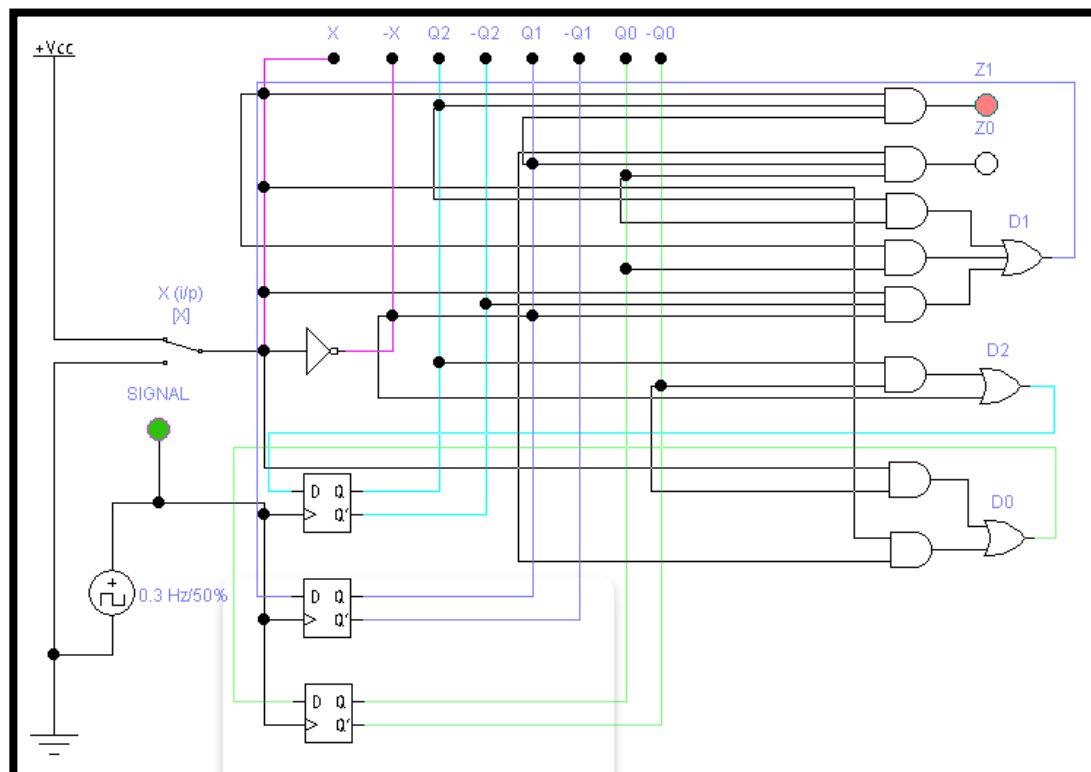 X -X Q2 -Q2 Q1 -Q1 Q0 -Q0
+Vcc
Z1
Z0
D1
X (i/p)
[X]
D2
SIGNAL
D Q
Q'
D0
0.3 Hz/50%
D Q
Q'
D Q
Q'